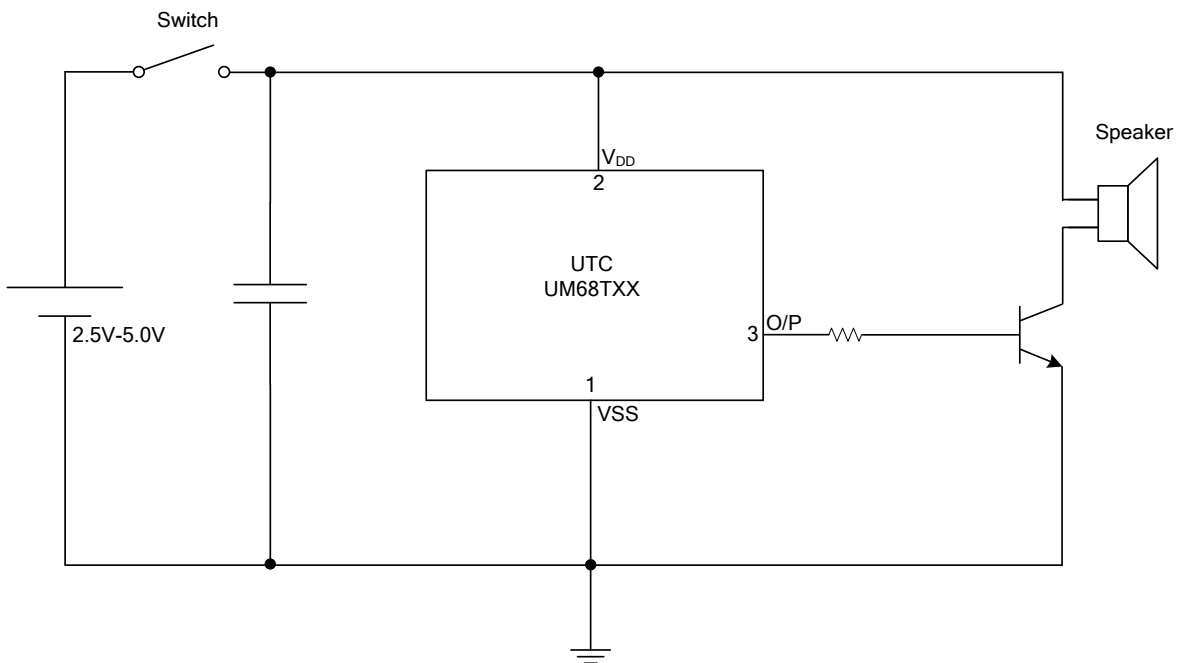 Switch
Speaker
VDD
2
UTC
UM68TXX
2.5V-5.0V
3
O/P
1
VSS